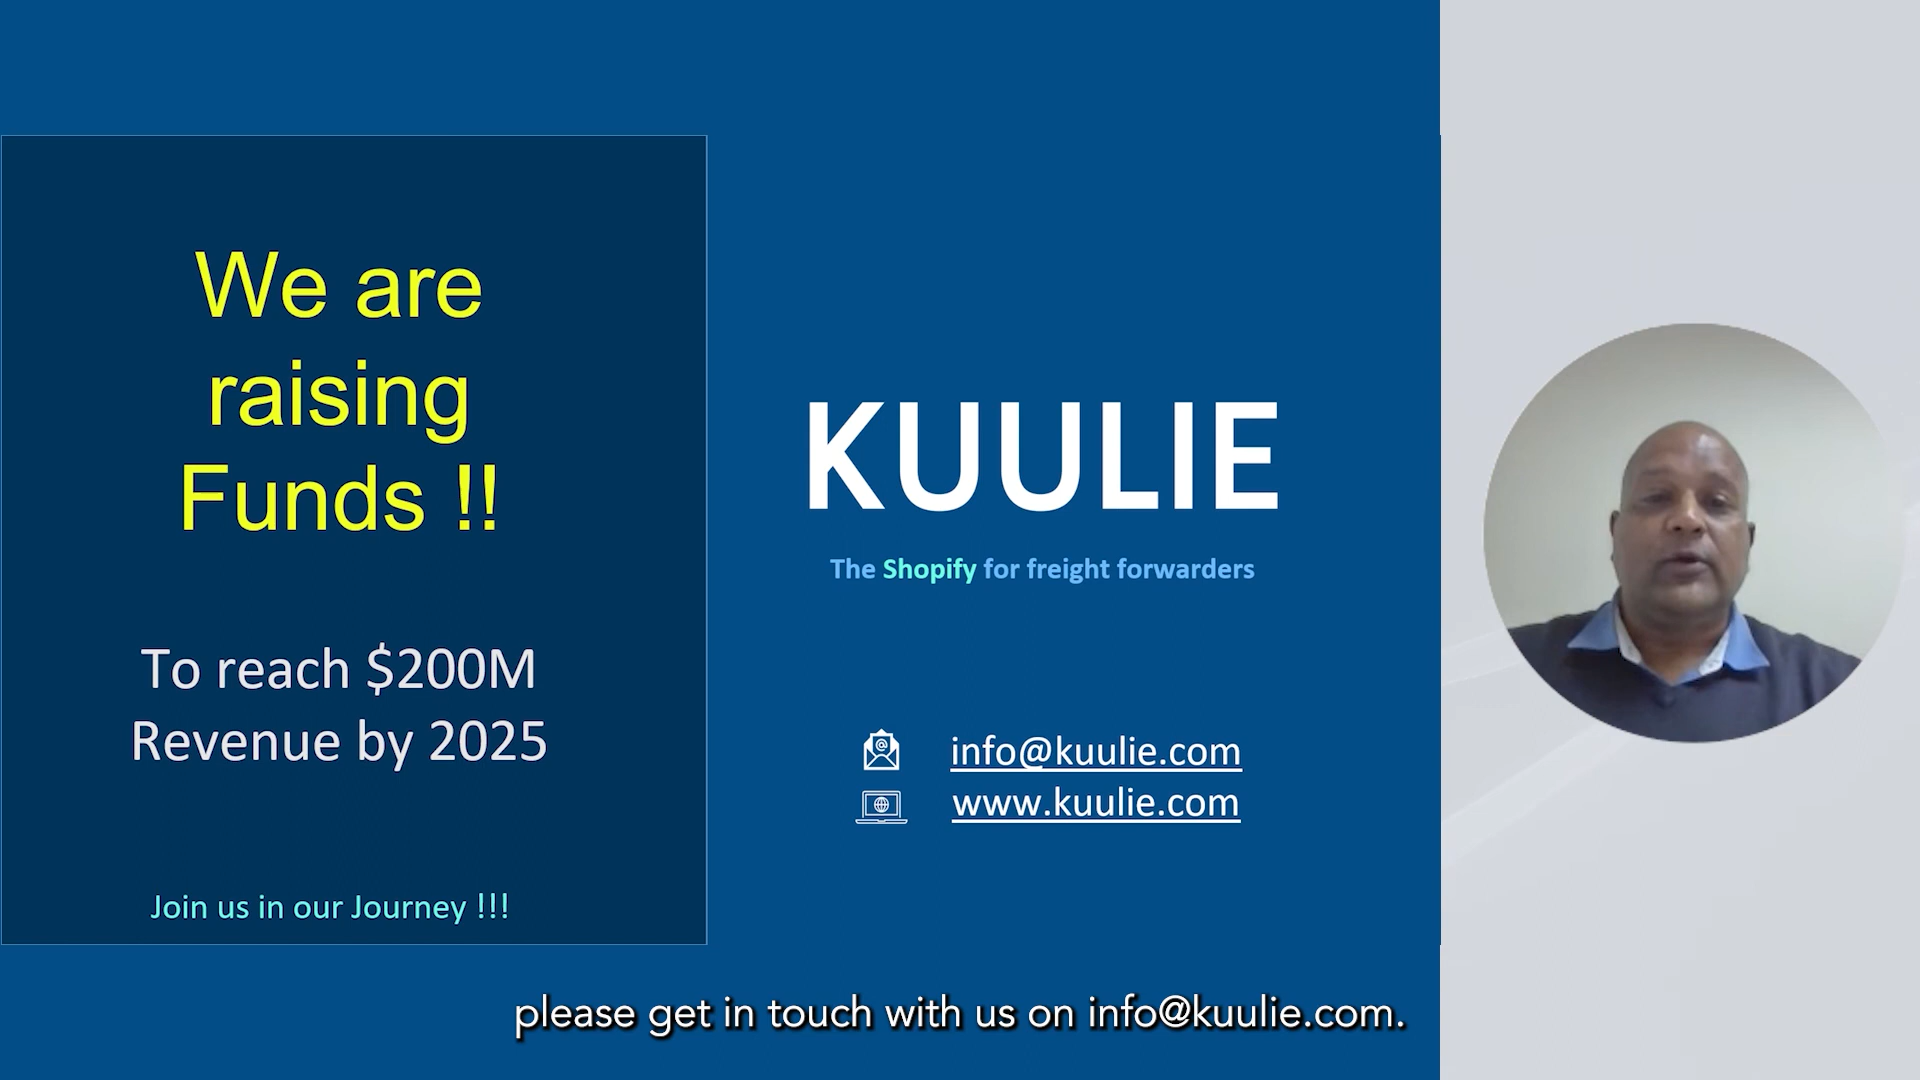 We are
raising
Funds !!
To reach $200M
Revenue by 2025
Join us in our Journey !!!
KUULIE
The Shopify for freight forwarders
info@kuulie.com
www.kuulie.com
please get in touch with us on info@kuulie.com.